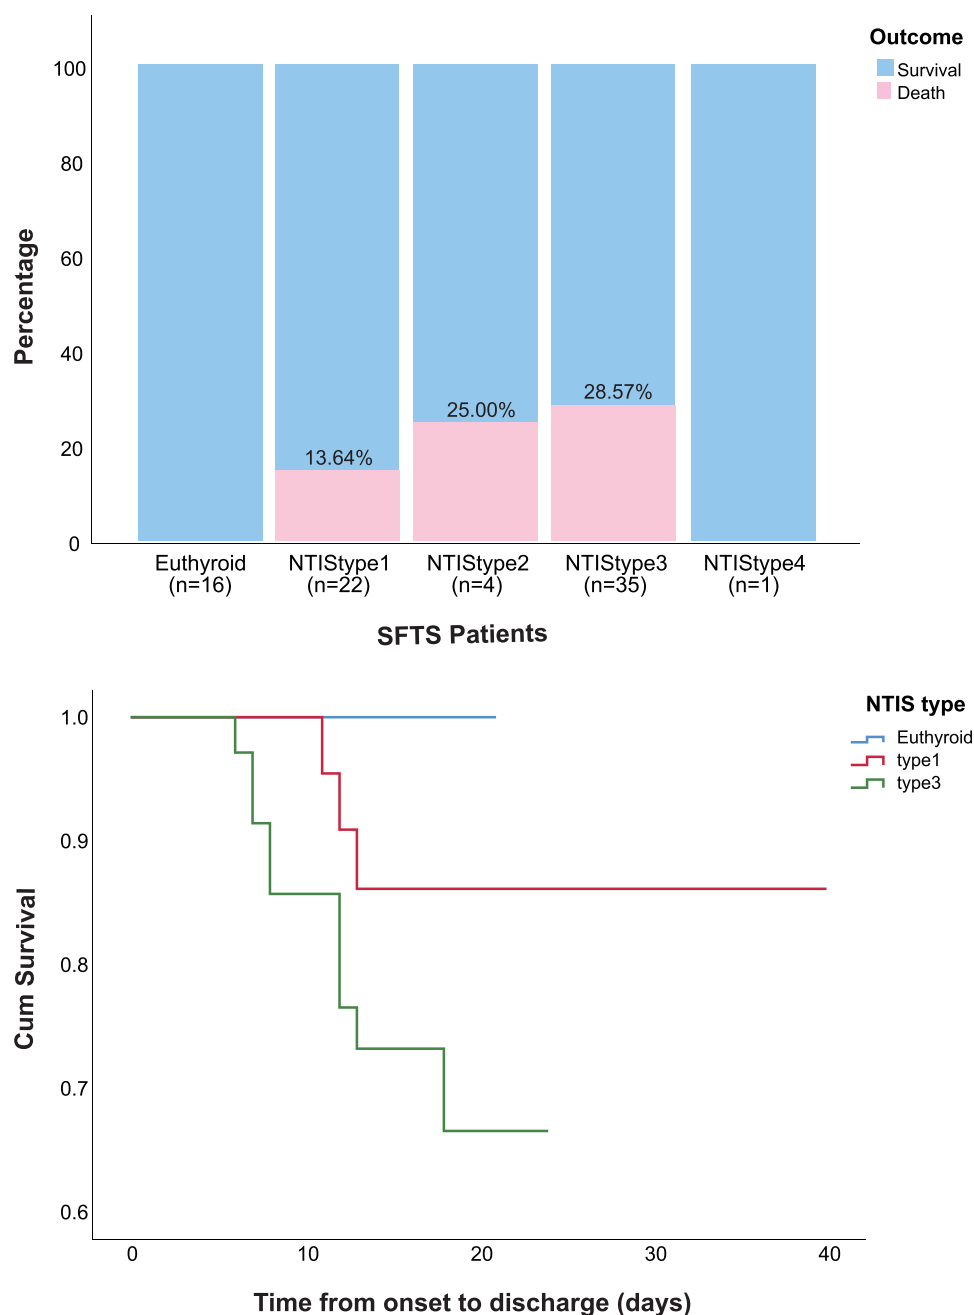 Outcome
Survival
Death
Percentage
100
80
60
40
20
0
13.64%
25.00%
28.57%
Euthyroid
(n=16)
NTIStype1
(n=22)
NTIStype2
(n=4)
NTIStype3
(n=35)
NTIStype4
(n=1)
SFTS Patients
NTIS type
Euthyroid
type1
type3
Cum Survival
1.0
0.9
0.8
0.7
0.6
0
10
20
30
40
Time from onset to discharge (days)